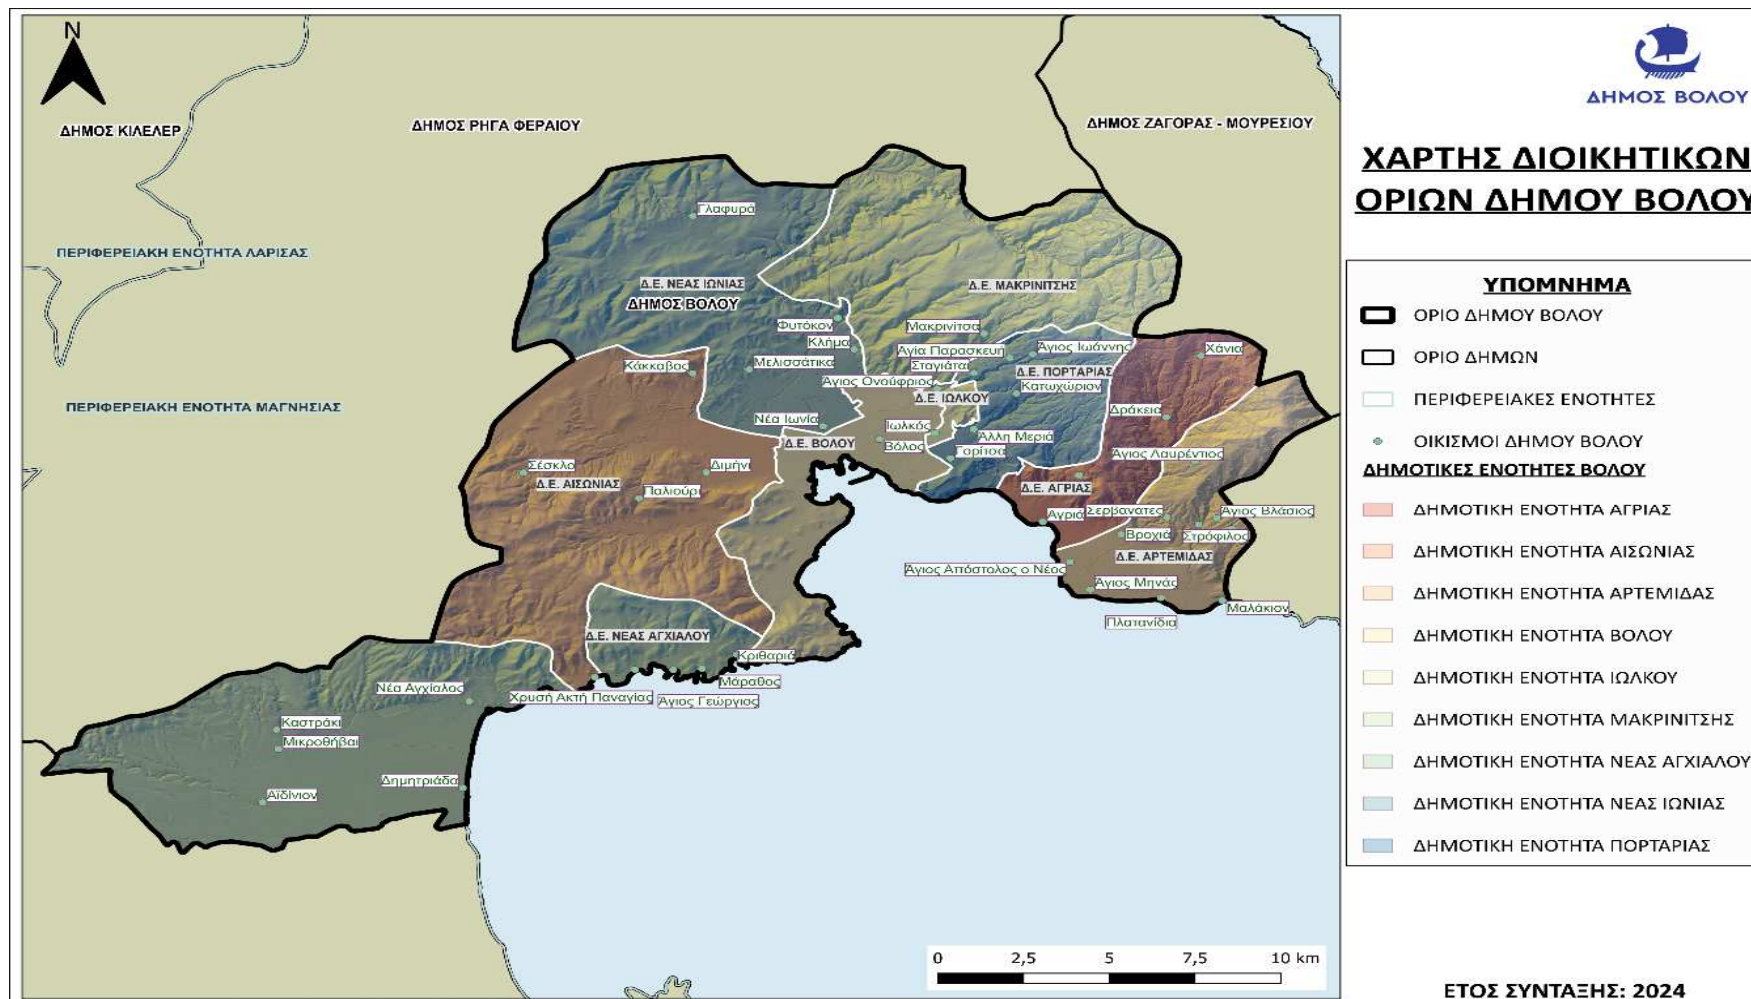 N
ΔΗΜΟΣ ΚΙΛΕΛΕΡ
ΔΗΜΟΣ ΡΗΓΑ ΦΕΡΑΙΟΥ
ΔΗΜΟΣ ΖΑΓΟΡΑΣ - ΜΟΥΡΕΣΙΟΥ
ΠΕΡΙΦΕΡΕΙΑΚΗ ΕΝΟΤΗΤΑ ΛΑΡΙΣΑΣ
ΠΕΡΙΦΕΡΕΙΑΚΗ ΕΝΟΤΗΤΑ ΜΑΓΝΗΣΙΑΣ
Γλαφυρά
Δ.Ε. ΝΕΑΣ ΙΩΝΙΑΣ
ΔΗΜΟΣ ΒΟΛΟΥ
Δ.Ε. ΜΑΚΡΙΝΙΤΣΗΣ
Φυτόκον
Μακρινίτσα
Κλήμα
Αγία Παρασκευή
Άγιος Ιωάννης
Χάνια
Κάκκαβος
Μελισσάτικα
Σταγιάται
Δ.Ε. ΠΟΡΤΑΡΙΑΣ
Άγιος Ονούφριος
Κατωχώριον
Δ.Ε. ΙΩΛΚΟΥ
Δράκεια
Νέα Ιωνία
Ιωλκός
Άλλη Μεριά
Δ.Ε. ΒΟΛΟΥ
Βόλος
Γορίτσα
Άγιος Λαυρέντιος
Σέσκλο
Διμήνι
Δ.Ε. ΑΙΣΩΝΙΑΣ
Παλιούρι
Δ.Ε. ΑΓΡΙΑΣ
Αγριά
Σερβανάτες
Άγιος Βλάσιος
Βροχιά
Στρόφιλος
Δ.Ε. ΑΡΤΕΜΙΔΑΣ
Άγιος Απόστολος ο Νέος
Άγιος Μηνάς
Μαλάκιον
Πλατανίδια
Δ.Ε. ΝΕΑΣ ΑΓΧΙΑΛΟΥ
Κριθαριά
Μάραθος
Νέα Αγχίαλος
Χρυσή Ακτή Παναγίας
Άγιος Γεώργιος
Καστράκι
Μικροθήβαι
Δημητριάδα
Αϊδίνιον
0 2,5 5 7,5 10 km
ΔΗΜΟΣ ΒΟΛΟΥ
ΧΑΡΤΗΣ ΔΙΟΙΚΗΤΙΚΩΝ
ΟΡΙΩΝ ΔΗΜΟΥ ΒΟΛΟΥ
ΥΠΟΜΝΗΜΑ
ΟΡΙΟ ΔΗΜΟΥ ΒΟΛΟΥ
ΟΡΙΟ ΔΗΜΩΝ
ΠΕΡΙΦΕΡΕΙΑΚΕΣ ΕΝΟΤΗΤΕΣ
ΟΙΚΙΣΜΟΙ ΔΗΜΟΥ ΒΟΛΟΥ
ΔΗΜΟΤΙΚΕΣ ΕΝΟΤΗΤΕΣ ΒΟΛΟΥ
ΔΗΜΟΤΙΚΗ ΕΝΟΤΗΤΑ ΑΓΡΙΑΣ
ΔΗΜΟΤΙΚΗ ΕΝΟΤΗΤΑ ΑΙΣΩΝΙΑΣ
ΔΗΜΟΤΙΚΗ ΕΝΟΤΗΤΑ ΑΡΤΕΜΙΔΑΣ
ΔΗΜΟΤΙΚΗ ΕΝΟΤΗΤΑ ΒΟΛΟΥ
ΔΗΜΟΤΙΚΗ ΕΝΟΤΗΤΑ ΙΩΛΚΟΥ
ΔΗΜΟΤΙΚΗ ΕΝΟΤΗΤΑ ΜΑΚΡΙΝΙΤΣΗΣ
ΔΗΜΟΤΙΚΗ ΕΝΟΤΗΤΑ ΝΕΑΣ ΑΓΧΙΑΛΟΥ
ΔΗΜΟΤΙΚΗ ΕΝΟΤΗΤΑ ΝΕΑΣ ΙΩΝΙΑΣ
ΔΗΜΟΤΙΚΗ ΕΝΟΤΗΤΑ ΠΟΡΤΑΡΙΑΣ
ΕΤΟΣ ΣΥΝΤΑΞΗΣ: 2024